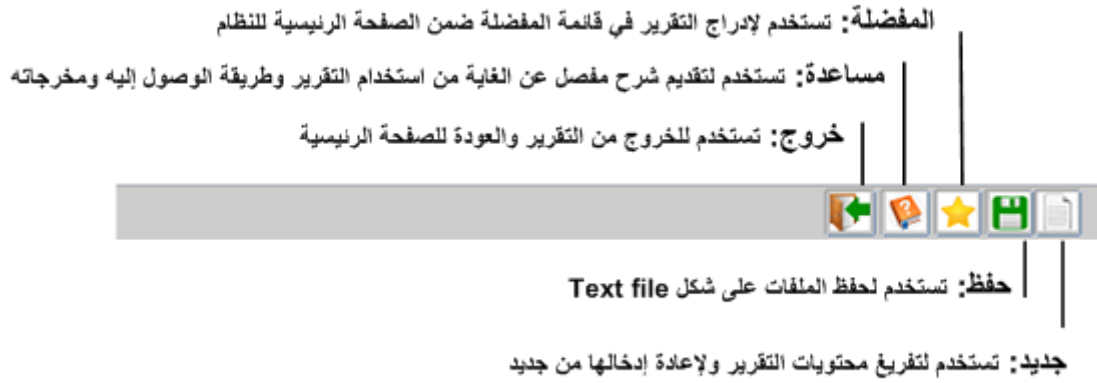 المفضلة: تستخدم لإدراج التقرير في قائمة المفضلة ضمن الصفحة الرئيسية للنظام
مساعدة: تستخدم لتقديم شرح مفصل عن الغاية من استخدام التقرير وطريقة الوصول إليه ومخرجاته
خروج: تستخدم للخروج من التقرير والعودة للصفحة الرئيسية
حفظ: تستخدم لحفظ الملفات على شكل Text file
جديد: تستخدم لتفريغ محتويات التقرير ولإعادة إدخالها من جديد